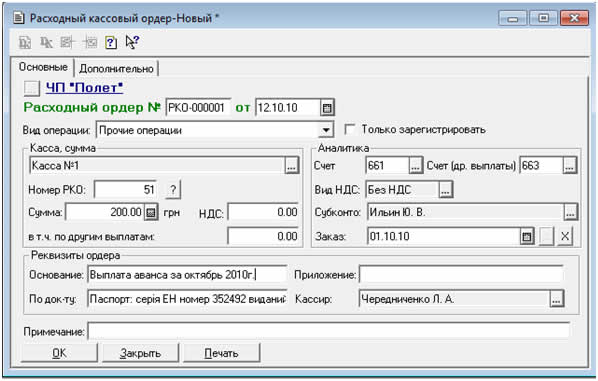 Расходный кассовый ордер-Новый *
Основные Дополнительно
ЧП "Полет"
Расходный ордер № РКО-000001 от 12.10.10
Вид операции: Прочие операции Только зарегистрировать
Касса, сумма Аналитика
Касса №1 ... Счет 661 ... Счет (др. выплаты) 663 ...
Номер РКО: 51 ? Вид НДС: Без НДС ...
Сумма: 200.00 грн НДС: 0.00 Субконто: Ильин Ю. В. ...
в т.ч. по другим выплатам: 0.00 Заказ: 01.10.10 ... X
Реквизиты ордера
Основание: Выплата аванса за октябрь 2010г. Приложение:
По док-ту: Паспорт: серія ЕН номер 352492 виданий Кассир: Чередниченко Л. А. ...
Примечание:
OK Закрыть Печать